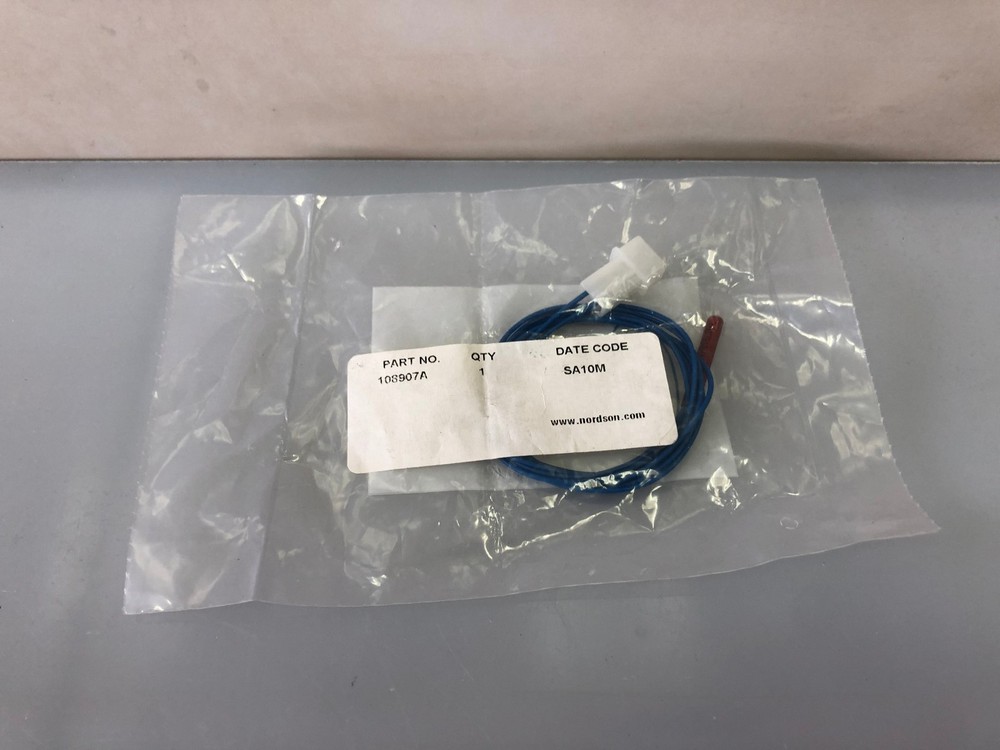 PART NO. QTY DATE CODE
108907A 1 SA10M
www.nordson.com